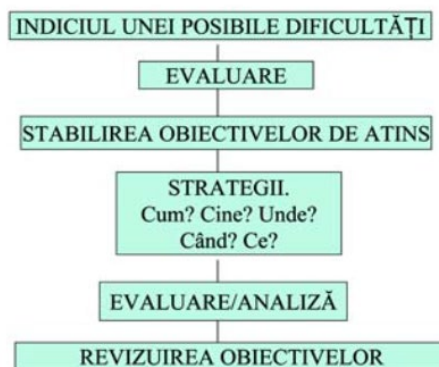 INDICIUL UNEI POSIBILE DIFICULTĂȚI
EVALUARE
STABILIREA OBIECTIVELOR DE ATINS
STRATEGII.
Cum? Cine? Unde?
Când? Ce?
EVALUARE/ANALIZĂ
REVIZUIREA OBIECTIVELOR